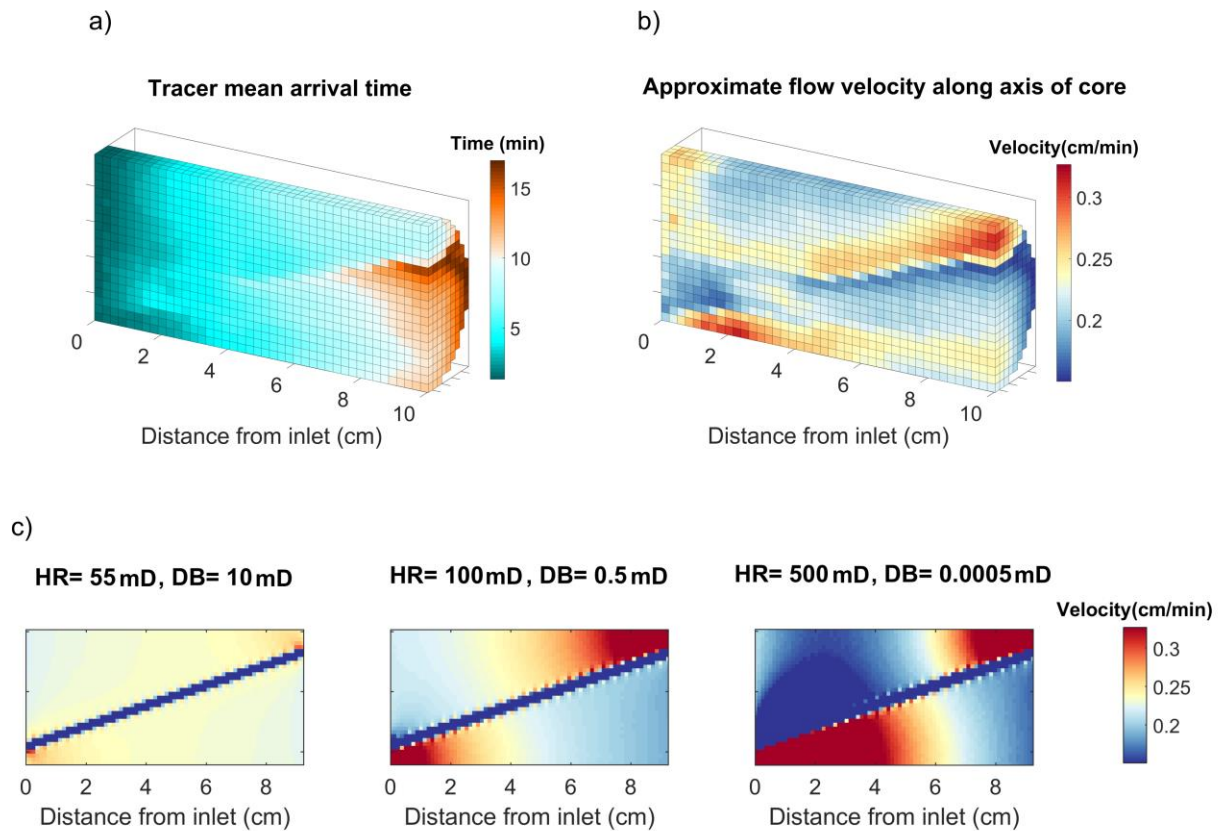 a)
b)
Tracer mean arrival time
Approximate flow velocity along axis of core
Time (min)
15
10
5
0
2
4
6
8
10
Distance from inlet (cm)
Velocity(cm/min)
0.3
0.25
0.2
0
2
4
6
8
10
Distance from inlet (cm)
c)
HR= 55 mD, DB= 10 mD
HR= 100 mD, DB= 0.5 mD
HR= 500 mD, DB= 0.0005 mD
Velocity(cm/min)
0.3
0.25
0.2
0 2 4 6 8
0 2 4 6 8
0 2 4 6 8
Distance from inlet (cm)
Distance from inlet (cm)
Distance from inlet (cm)